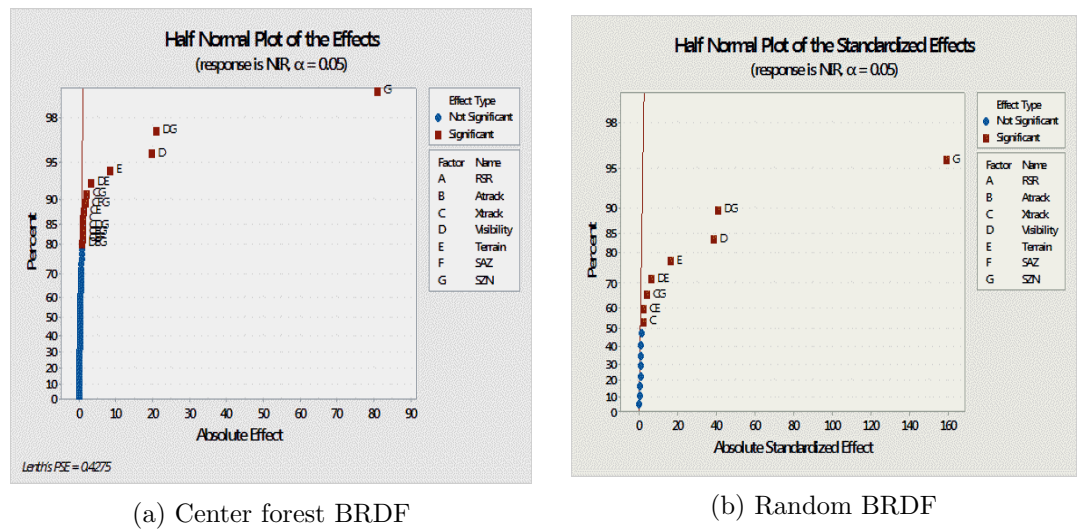 Half Normal Plot of the Effects
(response is NIR, α = 0.05)
G
DG
D
E
DE
CG
CE
98
95
90
85
80
70
60
50
40
30
20
10
0
Percent
0 10 20 30 40 50 60 70 80 90
Absolute Effect
Lenth's PSE = 0.4275
Effect Type
Not Significant
Significant
Factor Name
A RSR
B Atrack
C Xtrack
D Visibility
E Terrain
F SAZ
G SZN
(a) Center forest BRDF
Half Normal Plot of the Standardized Effects
(response is NIR, α = 0.05)
G
DG
D
E
DE
CG
CE
C
98
95
90
85
80
70
60
50
40
30
20
10
0
Percent
0 20 40 60 80 100 120 140 160
Absolute Standardized Effect
Effect Type
Not Significant
Significant
Factor Name
A RSR
B Atrack
C Xtrack
D Visibility
E Terrain
F SAZ
G SZN
(b) Random BRDF